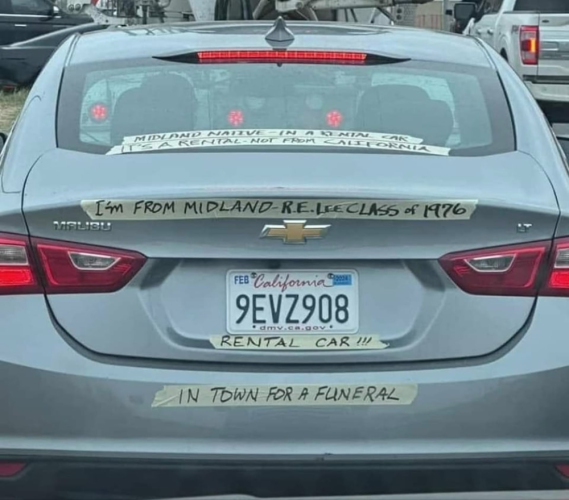 MIDLAND NATIVE - IN A RENTAL CAR
IT'S A RENTAL - NOT FROM CALIFORNIA
I'm FROM MIDLAND - R.E. LEE CLASS of 1976
MALIBU
LT
FEB California
9EVZ908
dmv.ca.gov
RENTAL CAR !!!
IN TOWN FOR A FUNERAL